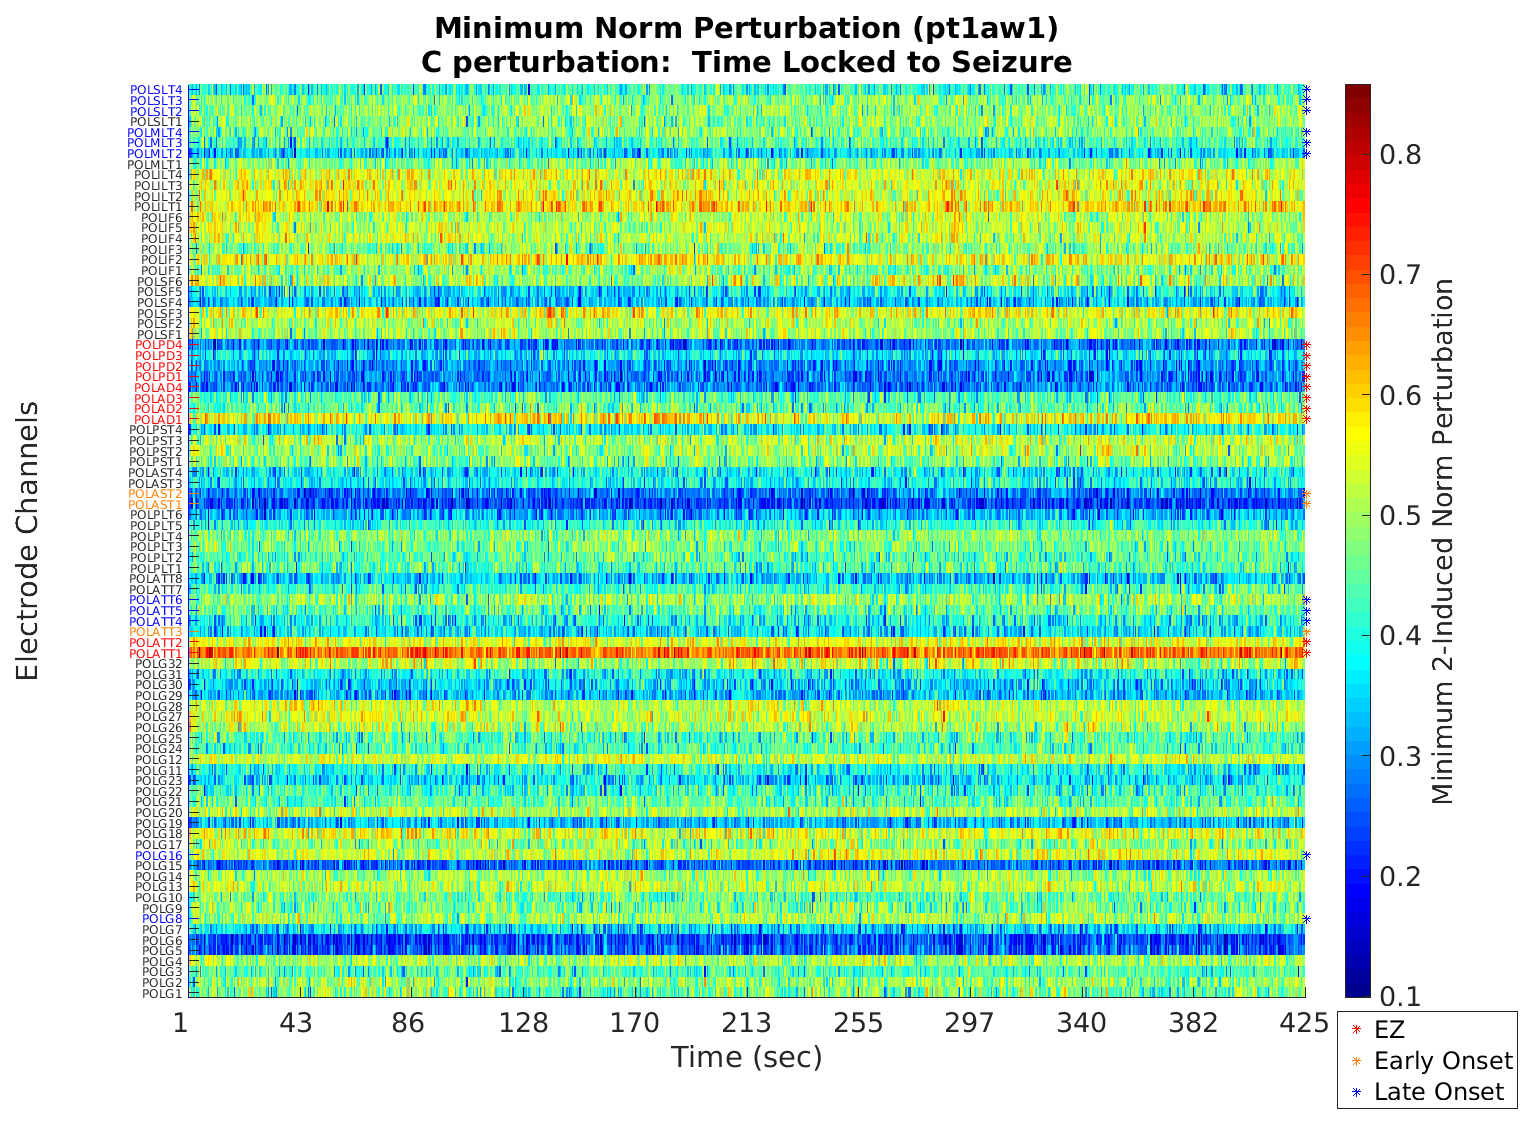 Minimum Norm Perturbation (pt1aw1)
C perturbation:  Time Locked to Seizure
Electrode Channels
POLSLT4
POLSLT3
POLSLT2
POLSLT1
POLMLT4
POLMLT3
POLMLT2
POLMLT1
POLILT4
POLILT3
POLILT2
POLILT1
POLIF6
POLIF5
POLIF4
POLIF3
POLIF2
POLIF1
POLSF6
POLSF5
POLSF4
POLSF3
POLSF2
POLSF1
POLPD4
POLPD3
POLPD2
POLPD1
POLAD4
POLAD3
POLAD2
POLAD1
POLPST4
POLPST3
POLPST2
POLPST1
POLAST4
POLAST3
POLAST2
POLAST1
POLPLT6
POLPLT5
POLPLT4
POLPLT3
POLPLT2
POLPLT1
POLATT8
POLATT7
POLATT6
POLATT5
POLATT4
POLATT3
POLATT2
POLATT1
POLG32
POLG31
POLG30
POLG29
POLG28
POLG27
POLG26
POLG25
POLG24
POLG12
POLG11
POLG23
POLG22
POLG21
POLG20
POLG19
POLG18
POLG17
POLG16
POLG15
POLG14
POLG13
POLG10
POLG9
POLG8
POLG7
POLG6
POLG5
POLG4
POLG3
POLG2
POLG1
1 43 86 128 170 213 255 297 340 382 425
Time (sec)
0.8
0.7
0.6
0.5
0.4
0.3
0.2
0.1
Minimum 2-Induced Norm Perturbation
EZ
Early Onset
Late Onset